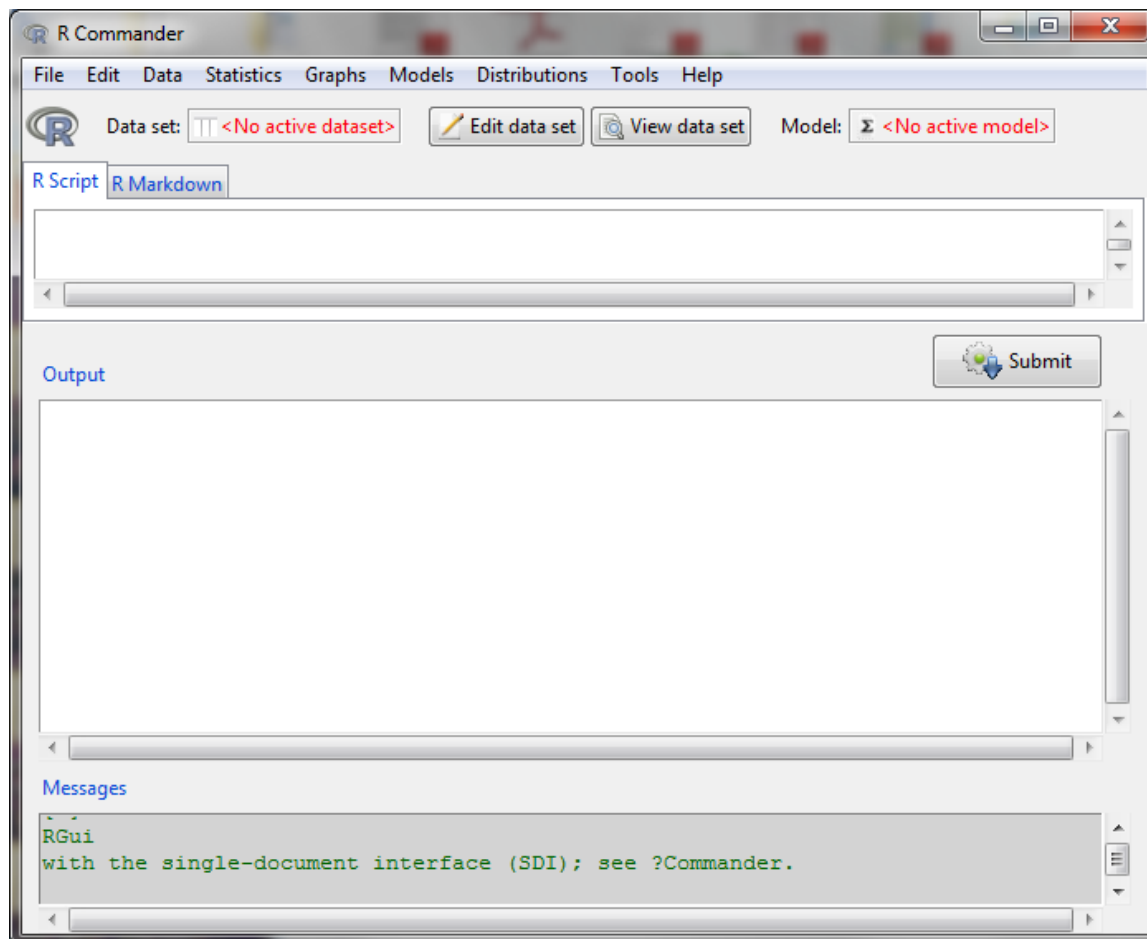 R Commander
File Edit Data Statistics Graphs Models Distributions Tools Help
R Data set: <No active dataset> Edit data set View data set Model: Σ <No active model>
R Script R Markdown
Submit
Output
Messages
RGui
with the single-document interface (SDI); see ?Commander.